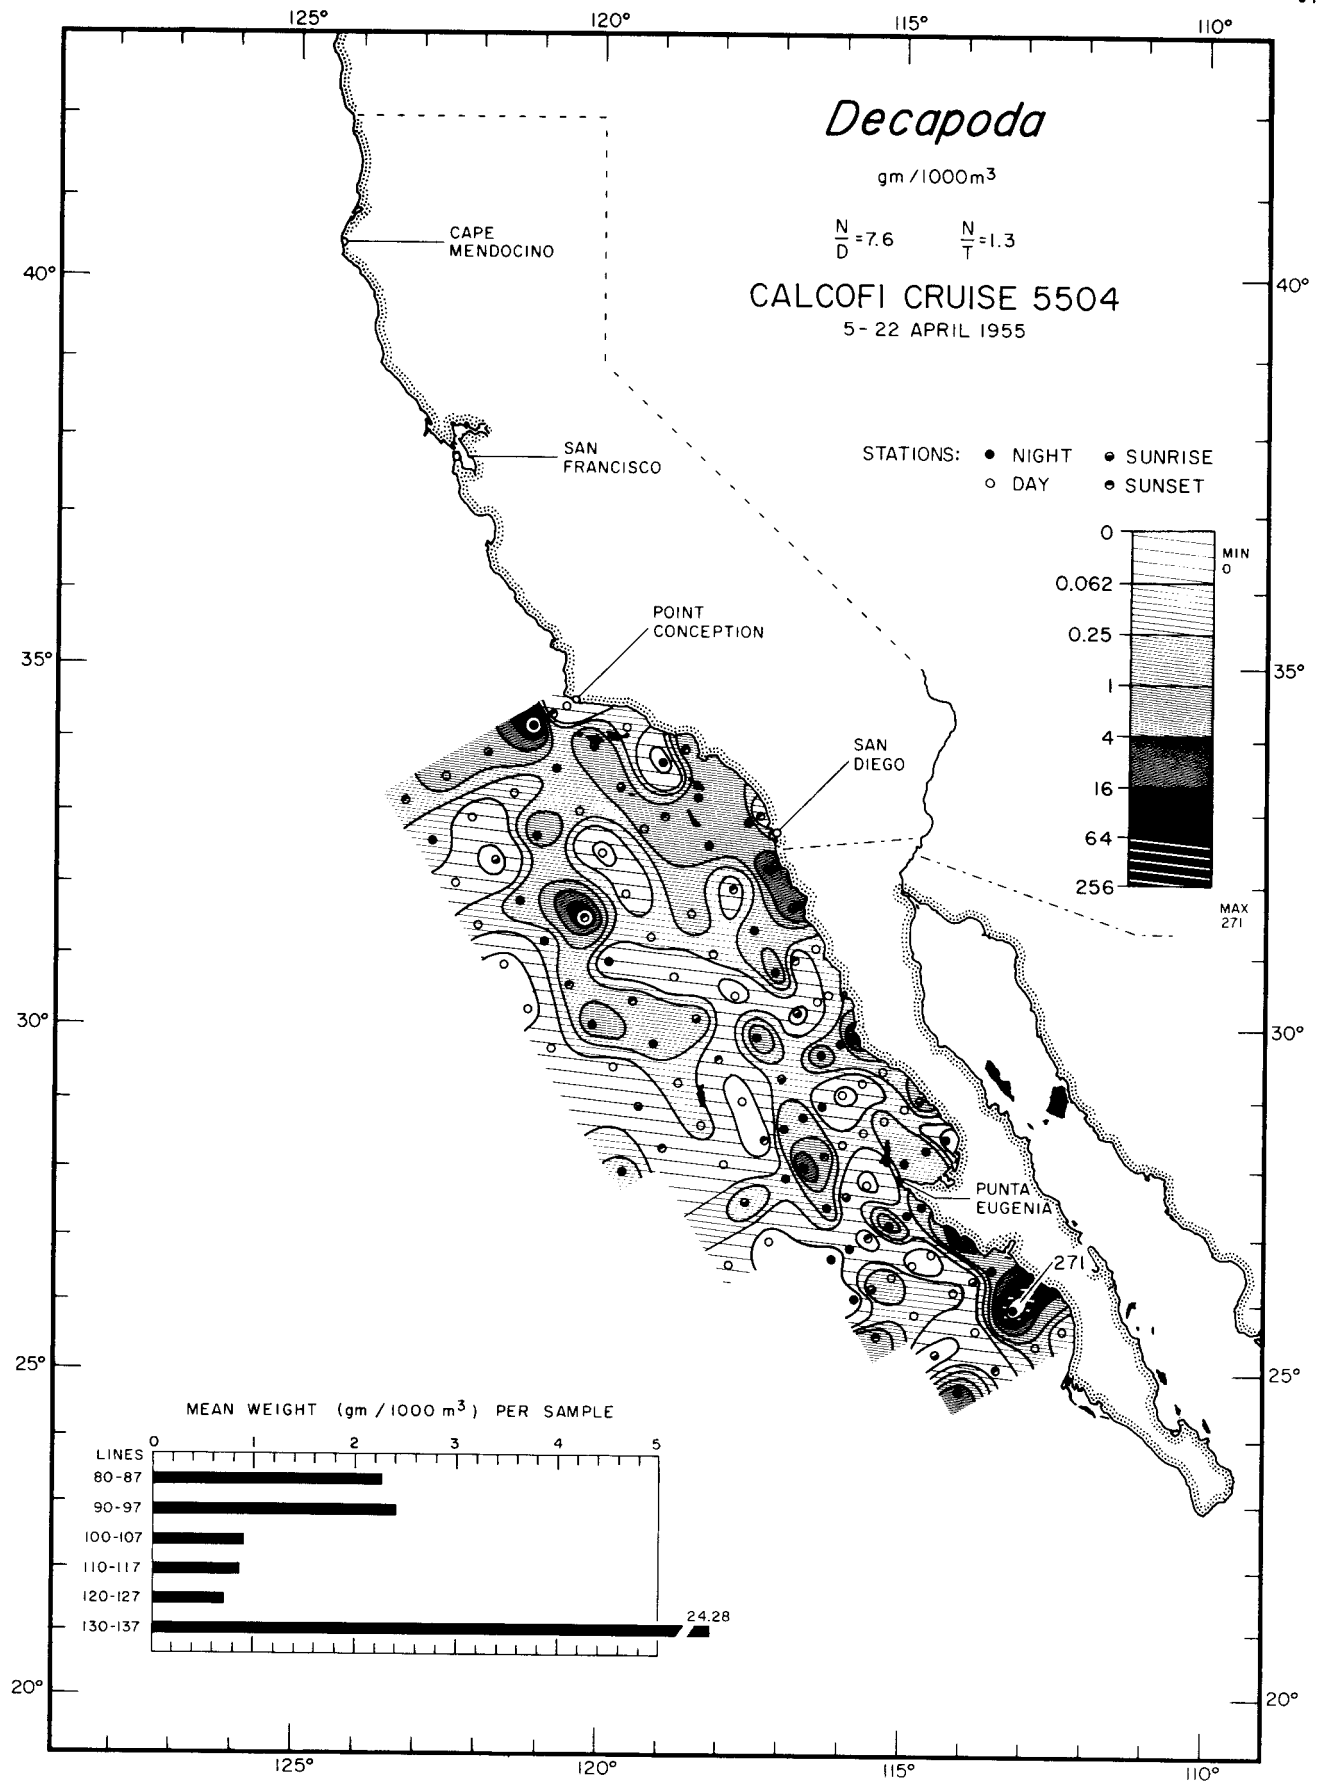 125°
120°
115°
110°
Decapoda
gm/1000m³
N/D=7.6 N/T=1.3
CALCOFI CRUISE 5504
5-22 APRIL 1955
CAPE
MENDOCINO
40°
40°
SAN
FRANCISCO
STATIONS: NIGHT SUNRISE
DAY SUNSET
0
MIN
0
0.062
0.25
1
4
16
64
256
MAX
271
POINT
CONCEPTION
35°
35°
SAN
DIEGO
30°
30°
PUNTA
EUGENIA
271
25°
25°
MEAN WEIGHT (gm/1000 m³) PER SAMPLE
LINES
0 1 2 3 4 5
80-87
90-97
100-107
110-117
120-127
130-137
24.28
20°
20°
125°
120°
115°
110°